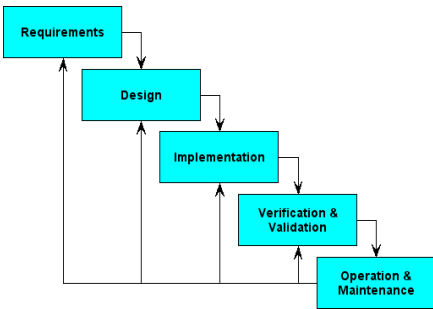 Requirements
Design
Implementation
Verification &
Validation
Operation &
Maintenance